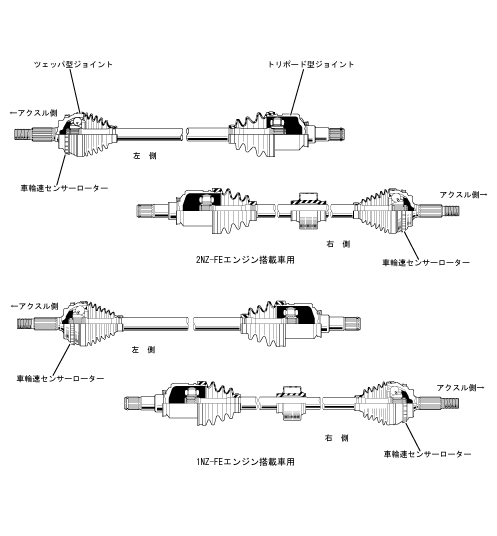 ツェッパ型ジョイント
トリポード型ジョイント
←アクスル側
左 側
車輪速センサーローター
アクスル側→
右 側
2NZ-FEエンジン搭載車用
車輪速センサーローター
←アクスル側
左 側
車輪速センサーローター
アクスル側→
右 側
車輪速センサーローター
1NZ-FEエンジン搭載車用